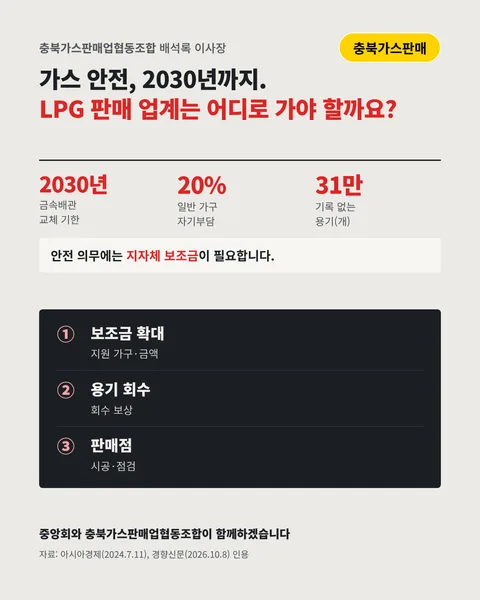 충북가스판매업협동조합 배석록 이사장
충북가스판매
가스 안전, 2030년까지.
LPG 판매 업계는 어디로 가야 할까요?
2030년
금속배관
교체 기한
20%
일반 가구
자기부담
31만
기록 없는
용기(개)
안전 의무에는 지자체 보조금이 필요합니다.
① 보조금 확대
지원 가구·금액
② 용기 회수
회수 보상
③ 판매점
시공·점검
중앙회와 충북가스판매업협동조합이 함께하겠습니다
자료: 아시아경제(2024.7.11), 경향신문(2026.10.8) 인용